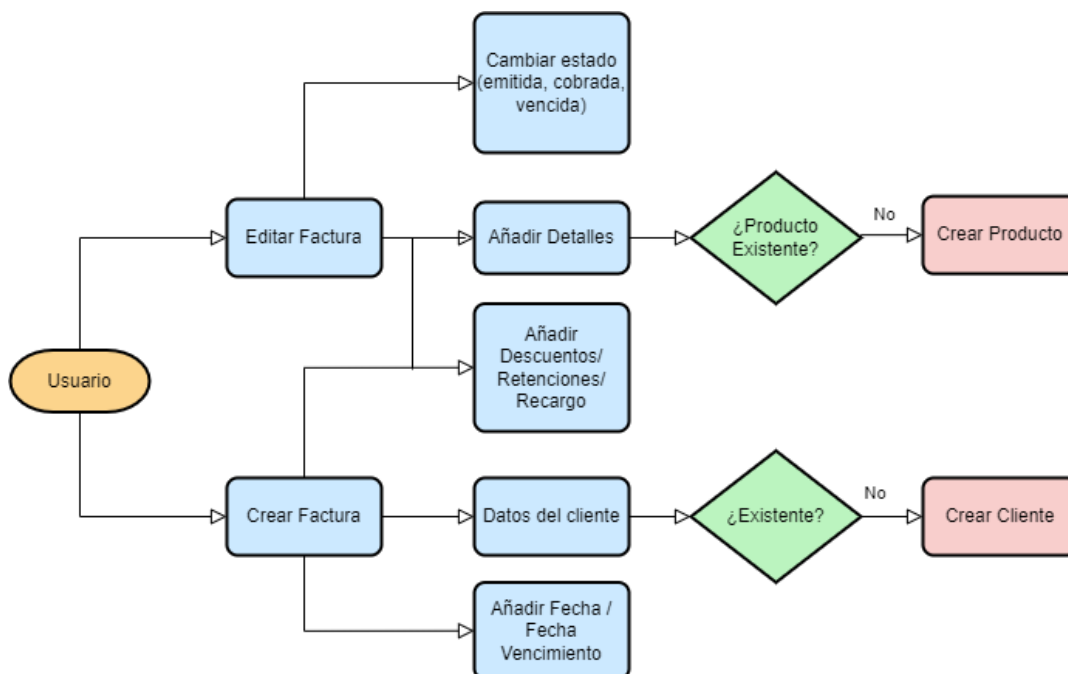 Cambiar estado
(emitida, cobrada,
vencida)
Editar Factura
Añadir Detalles
¿Producto
Existente?
No
Crear Producto
Añadir
Descuentos/
Retenciones/
Recargo
Usuario
Crear Factura
Datos del cliente
¿Existente?
No
Crear Cliente
Añadir Fecha /
Fecha
Vencimiento